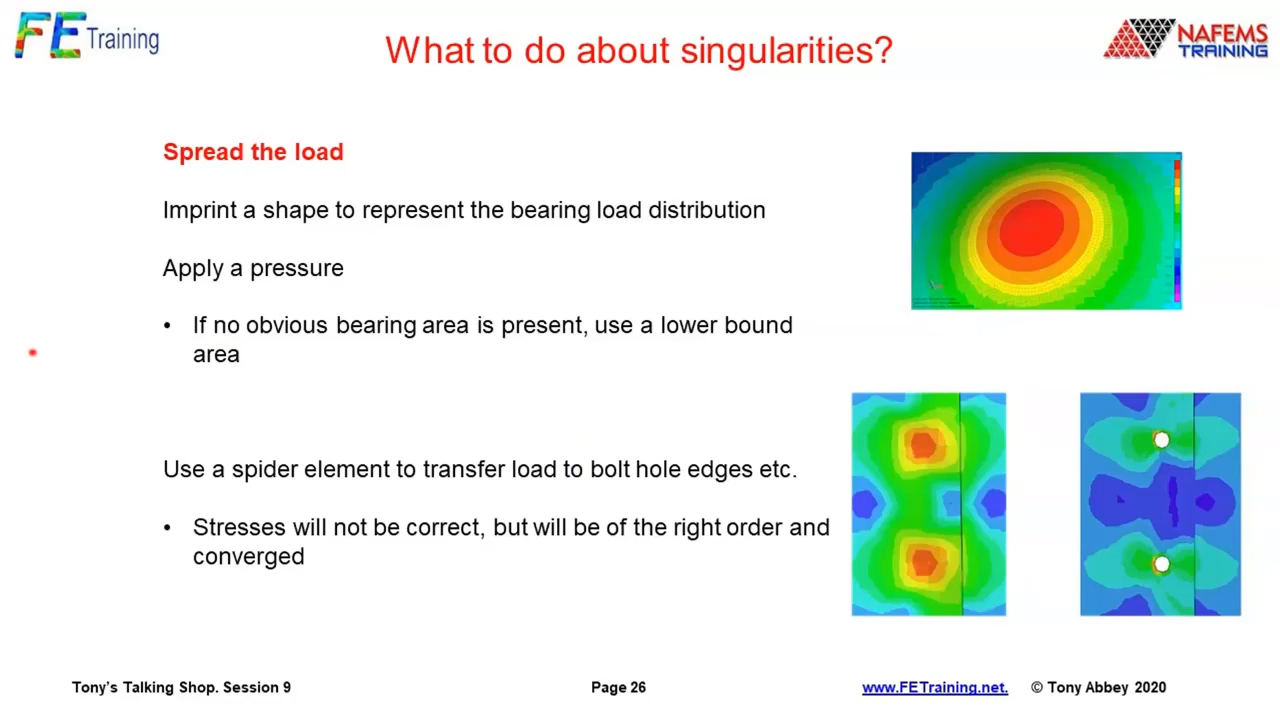 FE Training
What to do about singularities?
NAFEMS
TRAINING
Spread the load
Imprint a shape to represent the bearing load distribution
Apply a pressure
• If no obvious bearing area is present, use a lower bound
area
Use a spider element to transfer load to bolt hole edges etc.
• Stresses will not be correct, but will be of the right order and
converged
Tony's Talking Shop. Session 9
Page 26
www.FETraining.net.
© Tony Abbey 2020